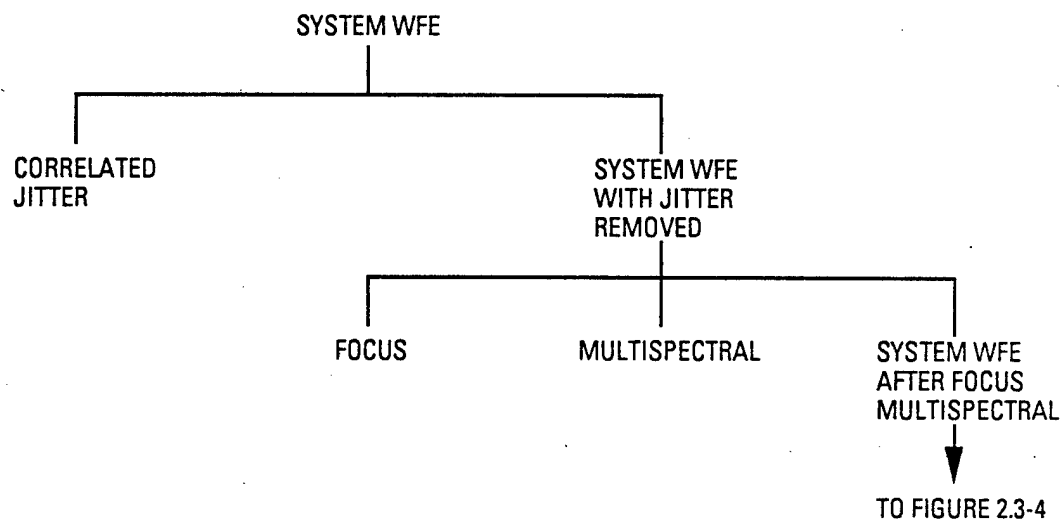 SYSTEM WFE
CORRELATED
JITTER
SYSTEM WFE
WITH JITTER
REMOVED
FOCUS
MULTISPECTRAL
SYSTEM WFE
AFTER FOCUS
MULTISPECTRAL
TO FIGURE 2.3-4